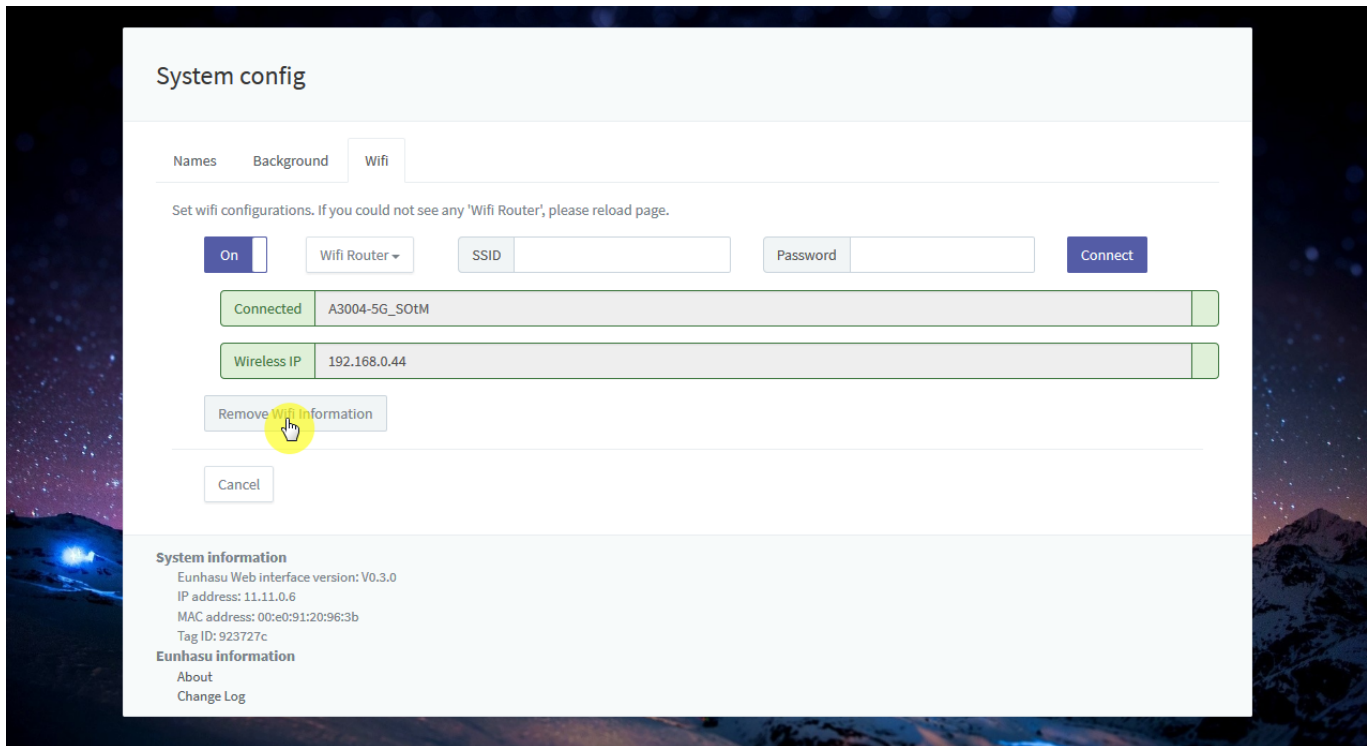 System config
Names Background Wifi
Set wifi configurations. If you could not see any 'Wifi Router', please reload page.
On Wifi Router SSID Password Connect
Connected A3004-5G_SOtM
Wireless IP 192.168.0.44
Remove Wifi Information
Cancel
System information
Eunhasu Web interface version: V0.3.0
IP address: 11.11.0.6
MAC address: 00:e0:91:20:96:3b
Tag ID: 923727c
Eunhasu information
About
Change Log